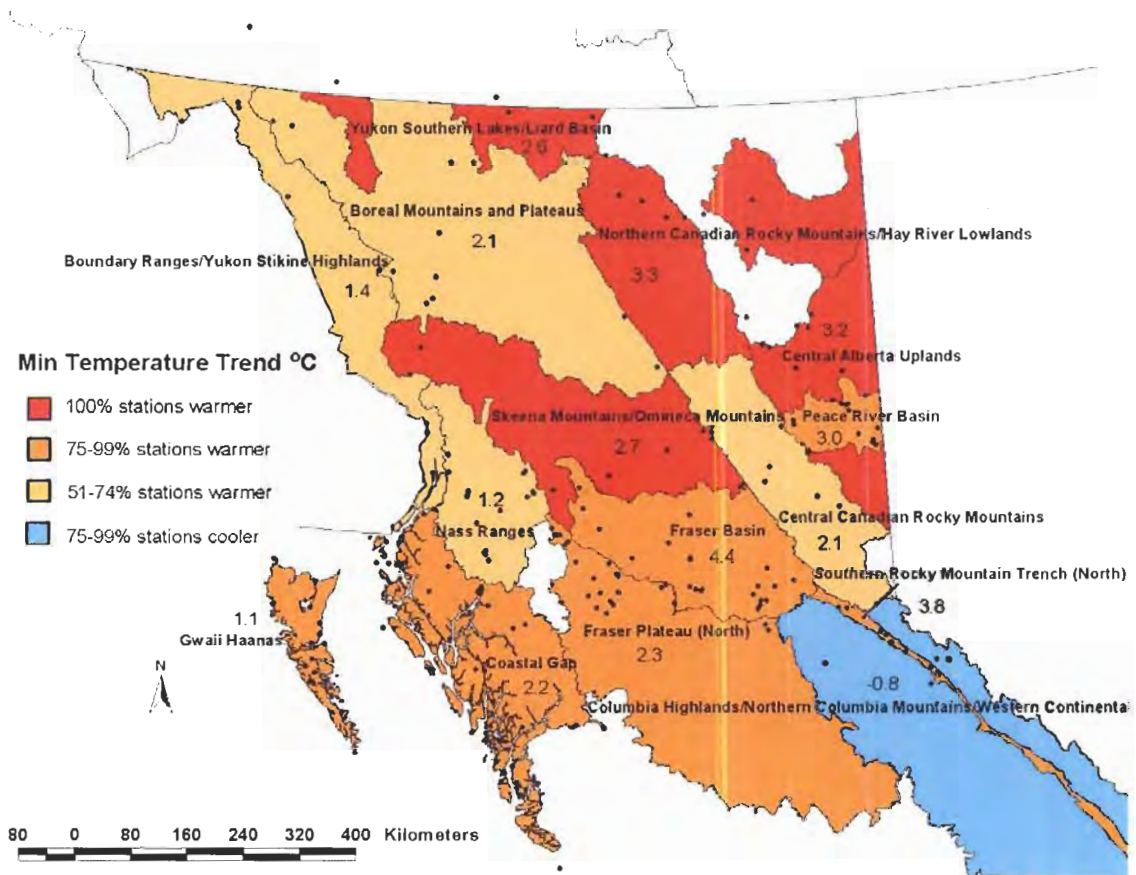 Yukon Southern Lakes/Liard Basin
2.6
Boreal Mountains and Plateaus
2.1
Northern Canadian Rocky Mountains/Hay River Lowlands
3.3
Boundary Ranges/Yukon Stikine Highlands
1.4
3.2
Central Alberta Uplands
Min Temperature Trend °C
100% stations warmer
75-99% stations warmer
51-74% stations warmer
75-99% stations cooler
Skeena Mountains/Omineca Mountains
2.7
Peace River Basin
3.0
1.2
Nass Ranges
Fraser Basin
4.4
Central Canadian Rocky Mountains
2.1
Southern Rocky Mountain Trench (North)
3.8
1.1
Gwaii Haanas
Fraser Plateau (North)
2.3
Coastal Gap
2.2
-0.8
Columbia Highlands/Northern Columbia Mountains/Western Continenta
N
80 0 80 160 240 320 400 Kilometers